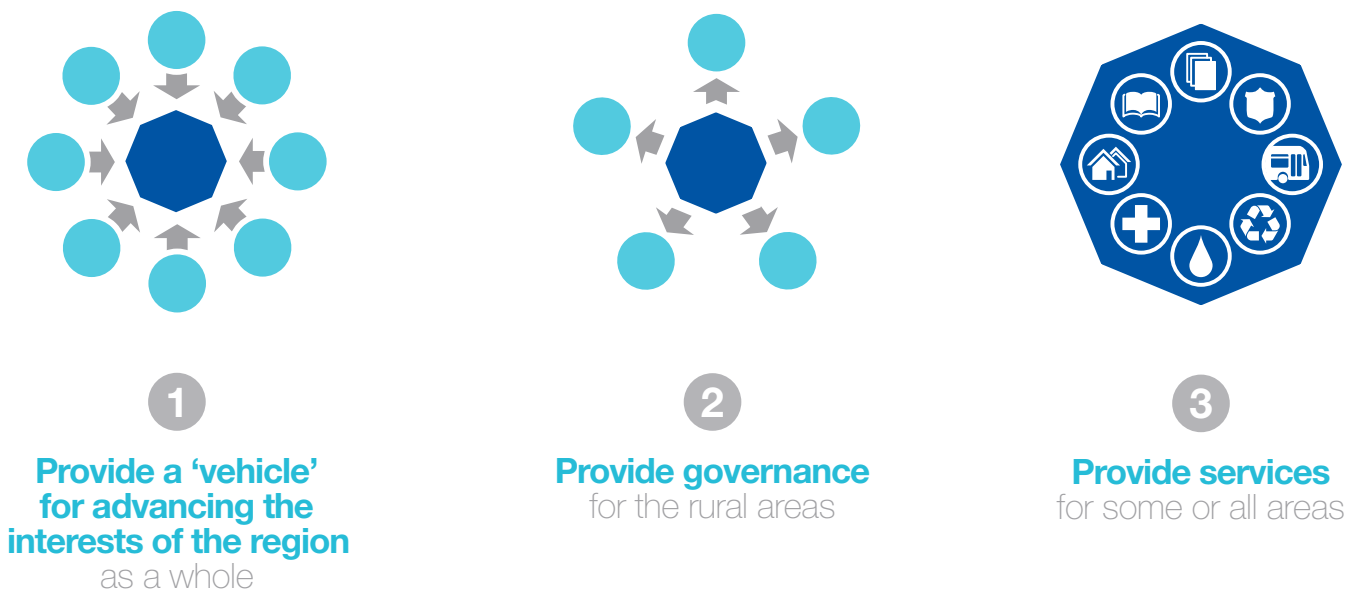 1
Provide a ‘vehicle’
for advancing the
interests of the region
as a whole
2
Provide governance
for the rural areas
3
Provide services
for some or all areas